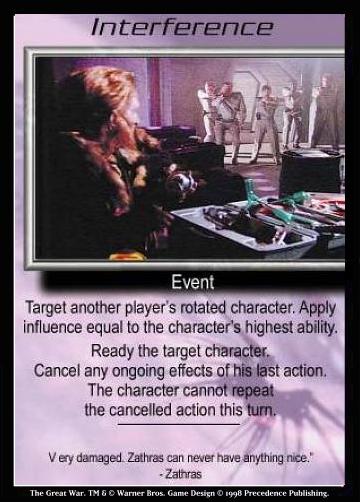 Interference
Event
Target another player's rotated character. Apply
influence equal to the character's highest ability.
Ready the target character.
Cancel any ongoing effects of his last action.
The character cannot repeat
the cancelled action this turn.
V ery damaged. Zathras can never have anything nice."
- Zathras
The Great War. TM & © Warner Bros. Game Design © 1998 Precedence Publishing.